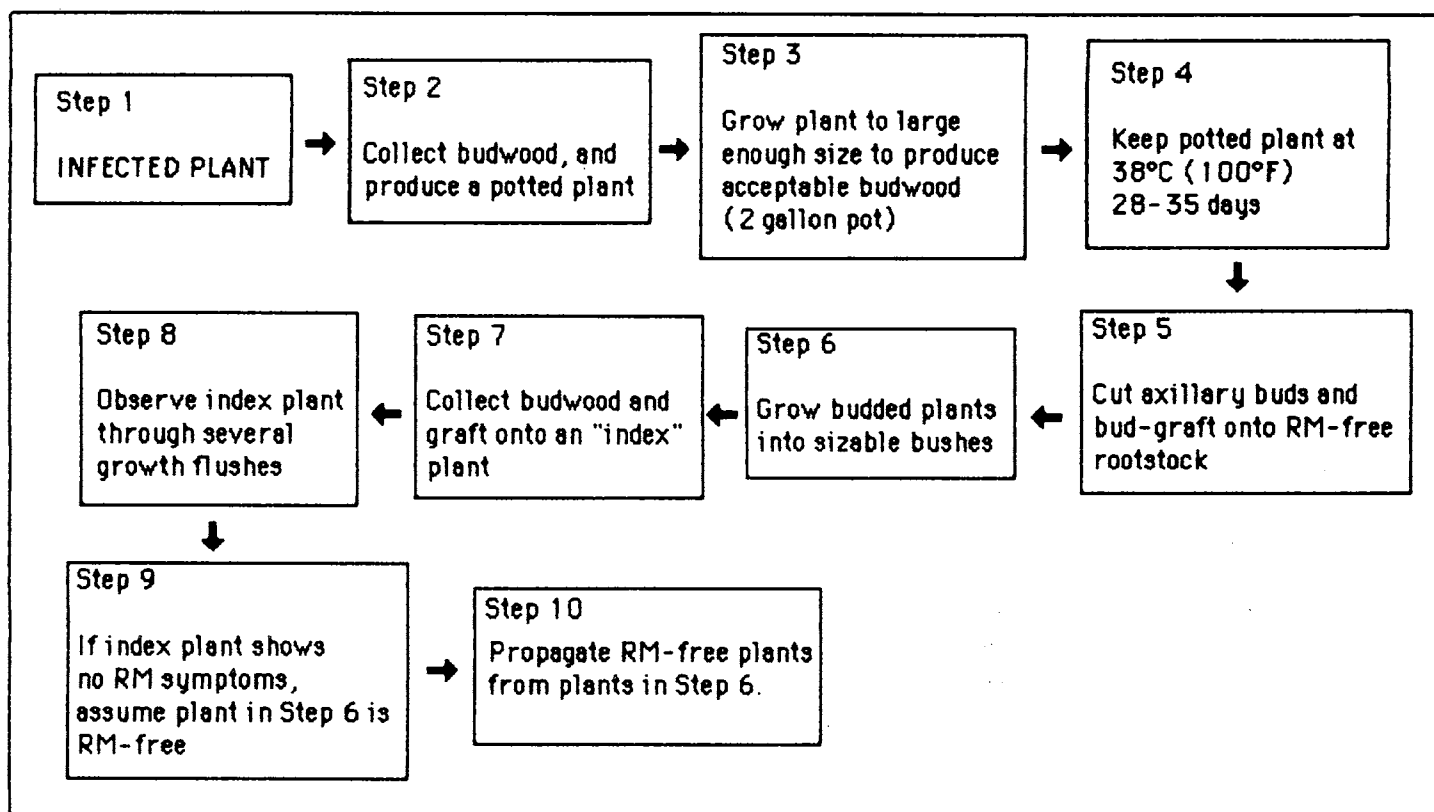 Step 1
INFECTED PLANT
Step 2
Collect budwood, and
produce a potted plant
Step 3
Grow plant to large
enough size to produce
acceptable budwood
(2 gallon pot)
Step 4
Keep potted plant at
38°C (100°F)
28-35 days
Step 5
Cut axillary buds and
bud-graft onto RM-free
rootstock
Step 6
Grow budded plants
into sizable bushes
Step 7
Collect budwood and
graft onto an "index"
plant
Step 8
Observe index plant
through several
growth flushes
Step 9
If index plant shows
no RM symptoms,
assume plant in Step 6 is
RM-free
Step 10
Propagate RM-free plants
from plants in Step 6.